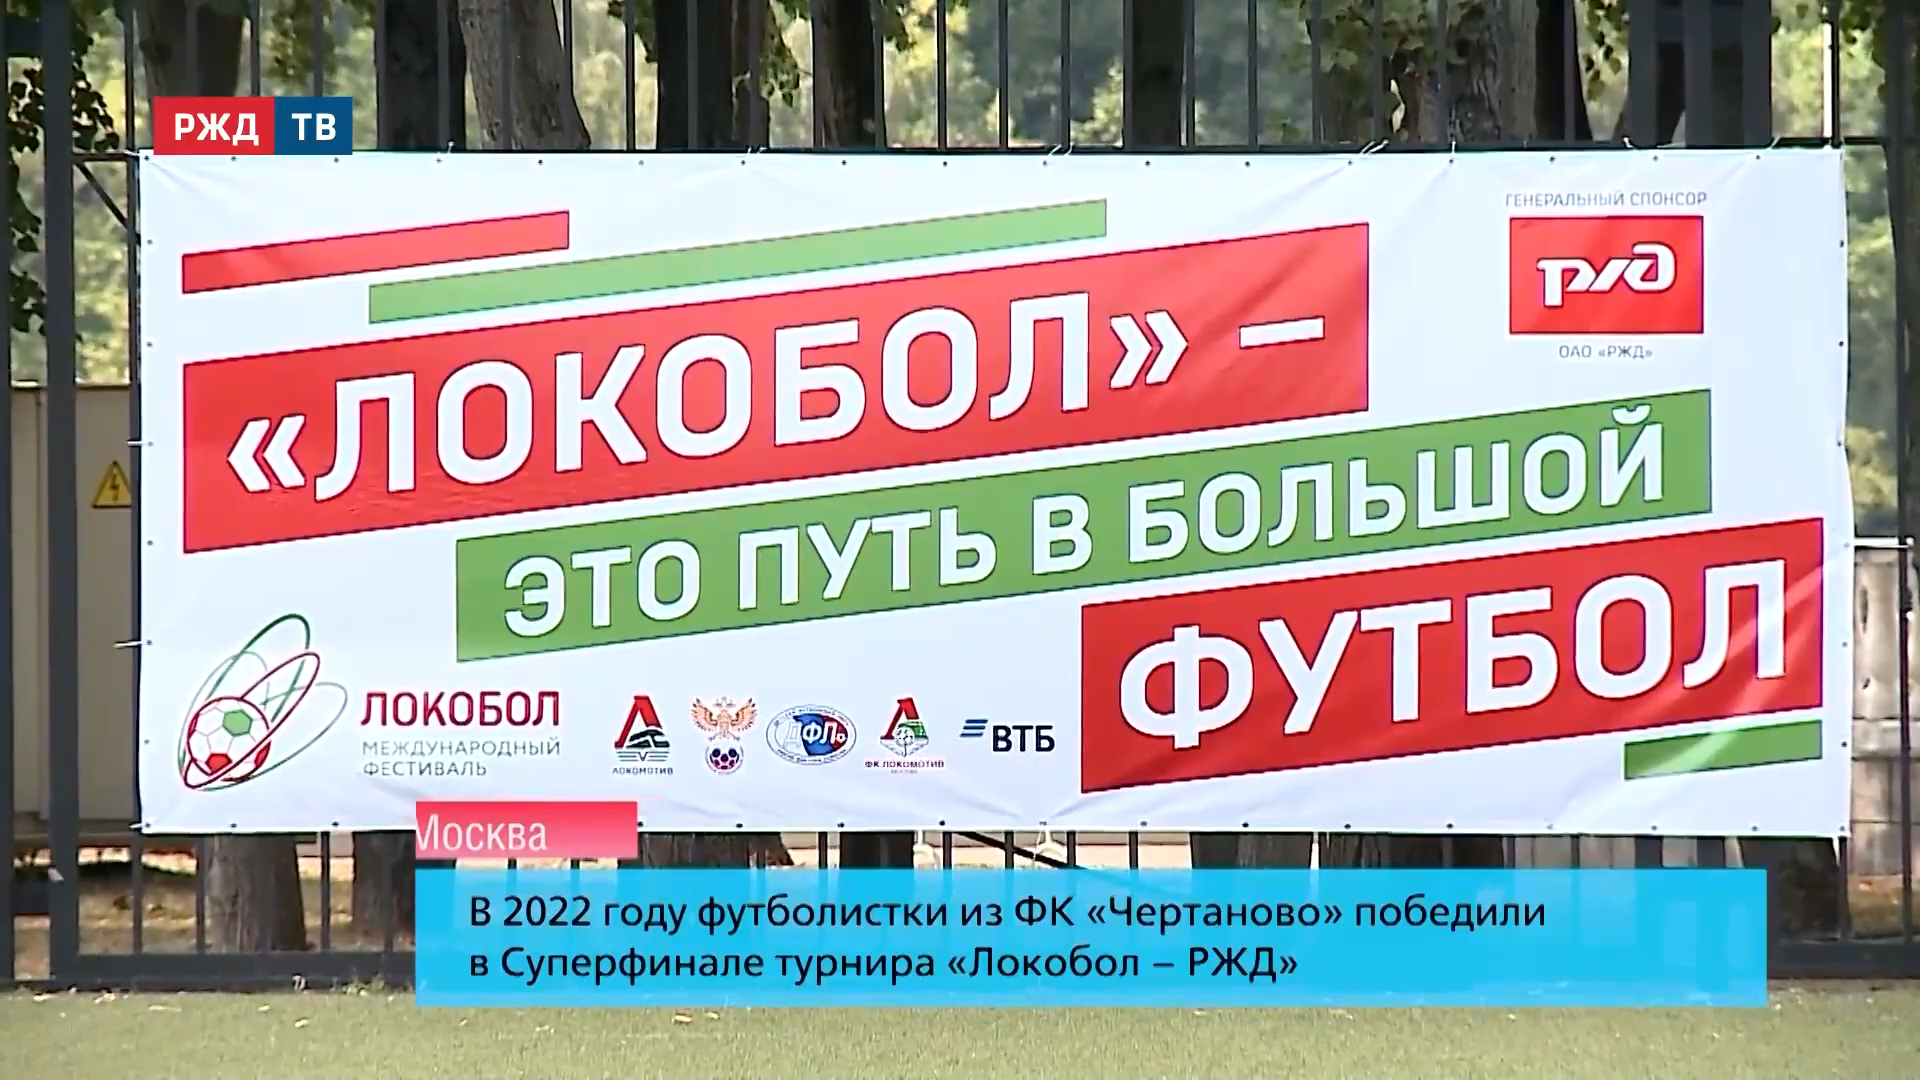 РЖД ТВ
ГЕНЕРАЛЬНЫЙ СПОНСОР
РЖД
ОАО «РЖД»
«ЛОКОБОЛ» –
ЭТО ПУТЬ В БОЛЬШОЙ
ФУТБОЛ
ЛОКОБОЛ
МЕЖДУНАРОДНЫЙ
ФЕСТИВАЛЬ
ЛОКОМОТИВ
ДФЛ
ФК ЛОКОМОТИВ
МОСКВА
ВТБ
Москва
В 2022 году футболистки из ФК «Чертаново» победили
в Суперфинале турнира «Локобол – РЖД»